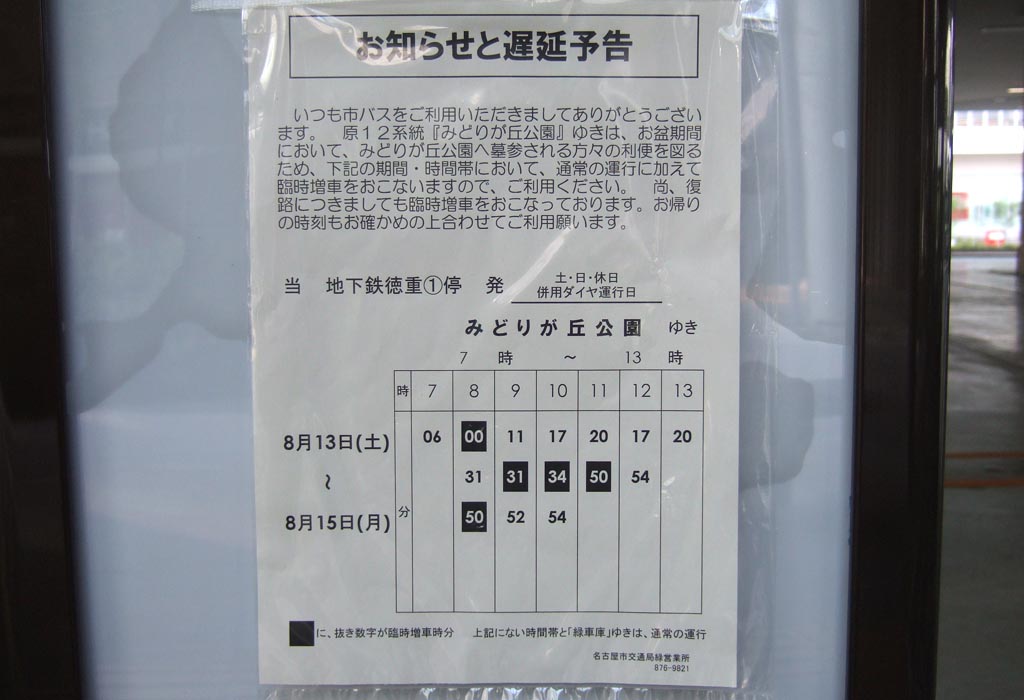 お知らせと遅延予告
いつも市バスをご利用いただきましてありがとうござい
ます。 原12系統『みどりが丘公園』ゆきは、お盆期間
において、みどりが丘公園へ墓参される方々の利便を図る
ため、下記の期間・時間帯において、通常の運行に加えて
臨時増車をおこないますので、ご利用ください。 尚、復
路につきましても臨時増車をおこなっております。お帰り
の時刻もお確かめの上合わせてご利用願います。
当 地下鉄徳重①停 発 土・日・休日
併用ダイヤ運行日
みどりが丘公園 ゆき
7 時 ～ 13 時
時 7 8 9 10 11 12 13
8月13日(土) 06 00 11 17 20 17 20
～ 31 31 34 50 54
8月15日(月) 分 50 52 54
■に、抜き数字が臨時増車時分 上記にない時間帯と「緑車庫」ゆきは、通常の運行
名古屋市交通局緑営業所
876-9821